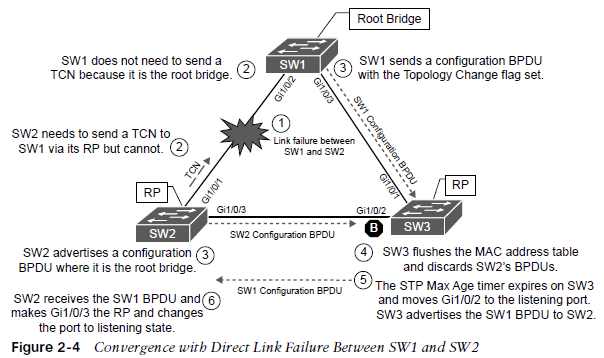 Root Bridge
SW1 does not need to send a
TCN because it is the root bridge.
2
SW1
3
SW1 sends a configuration BPDU
with the Topology Change flag set.
Gi1/0/2
Gi1/0/3
SW1 Configuration BPDU
1
Link failure between
SW1 and SW2
SW2 needs to send a TCN to
SW1 via its RP but cannot.
2
TCN
RP
Gi1/0/1
Gi1/0/1
RP
Gi1/0/3
Gi1/0/2
SW2
SW2 Configuration BPDU
B
SW3
SW2 advertises a configuration
BPDU where it is the root bridge.
3
4
SW3 flushes the MAC address table
and discards SW2's BPDUs.
SW1 Configuration BPDU
5
The STP Max Age timer expires on SW3
and moves Gi1/0/2 to the listening port.
SW3 advertises the SW1 BPDU to SW2.
SW2 receives the SW1 BPDU and
makes Gi1/0/3 the RP and changes
the port to listening state.
6
Figure 2-4 Convergence with Direct Link Failure Between SW1 and SW2